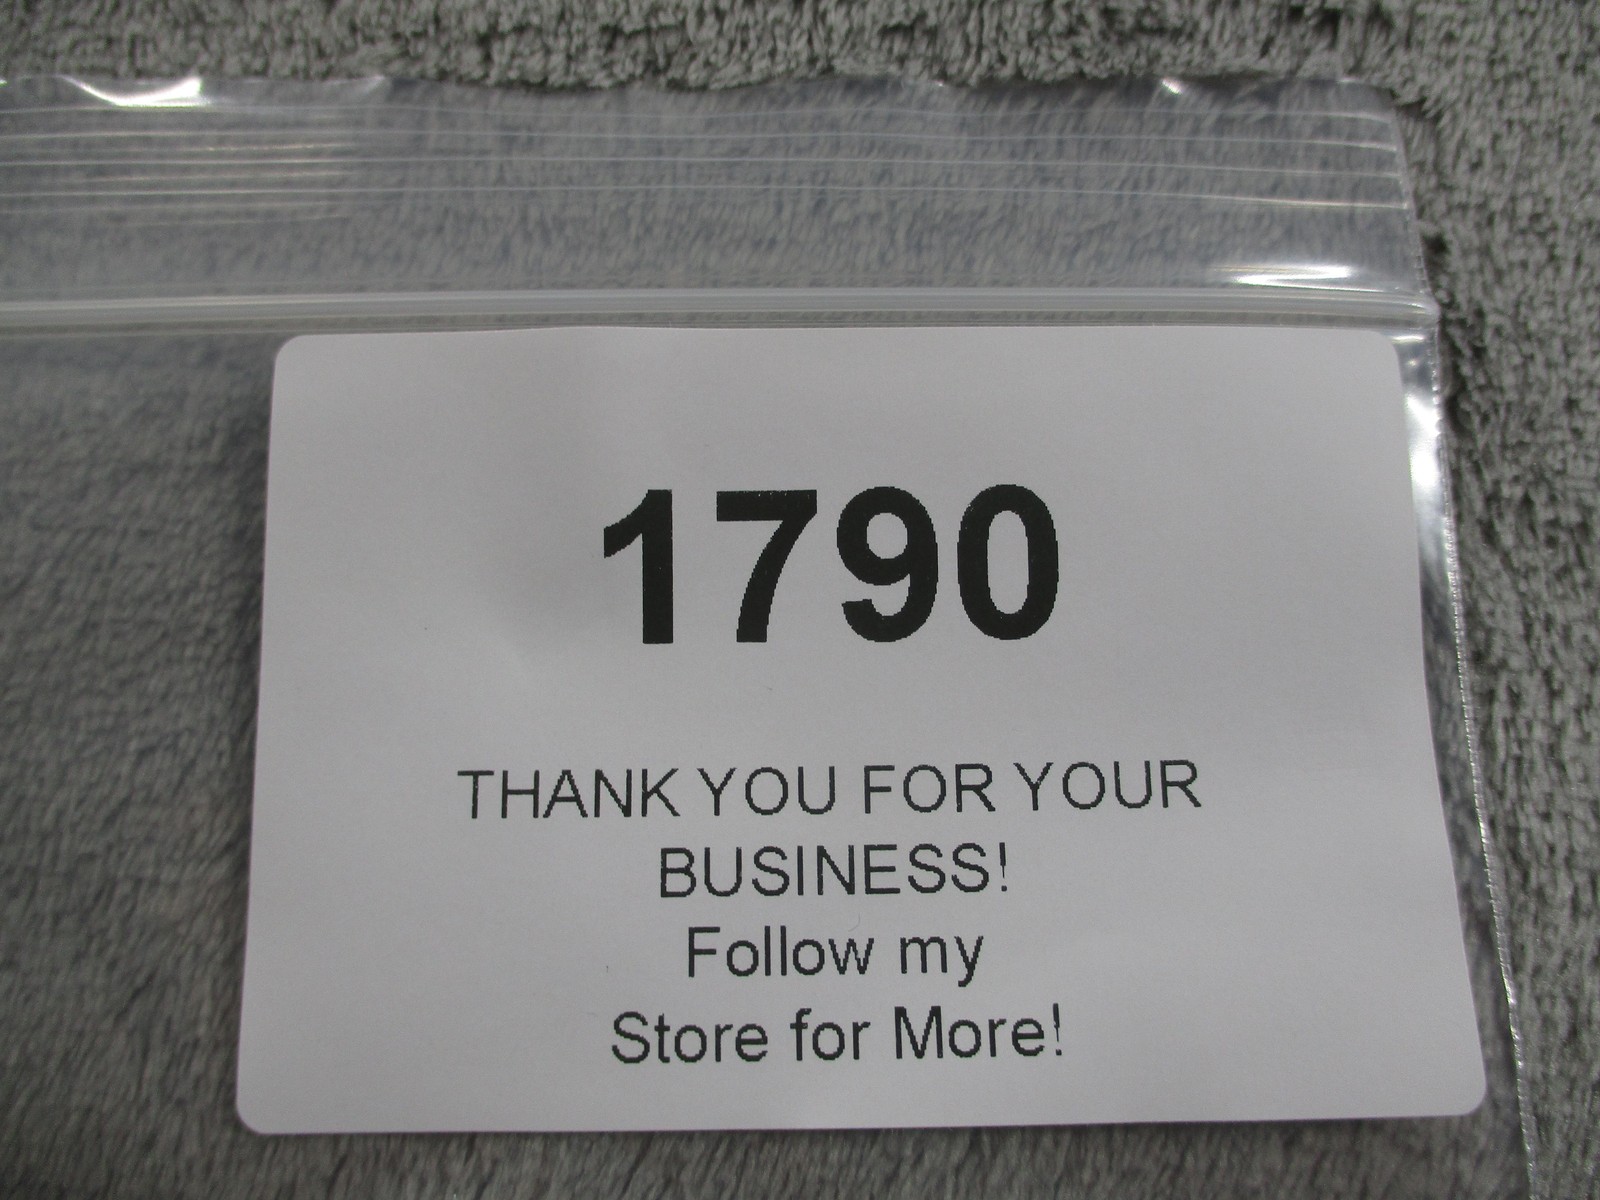 1790
THANK YOU FOR YOUR
BUSINESS!
Follow my
Store for More!